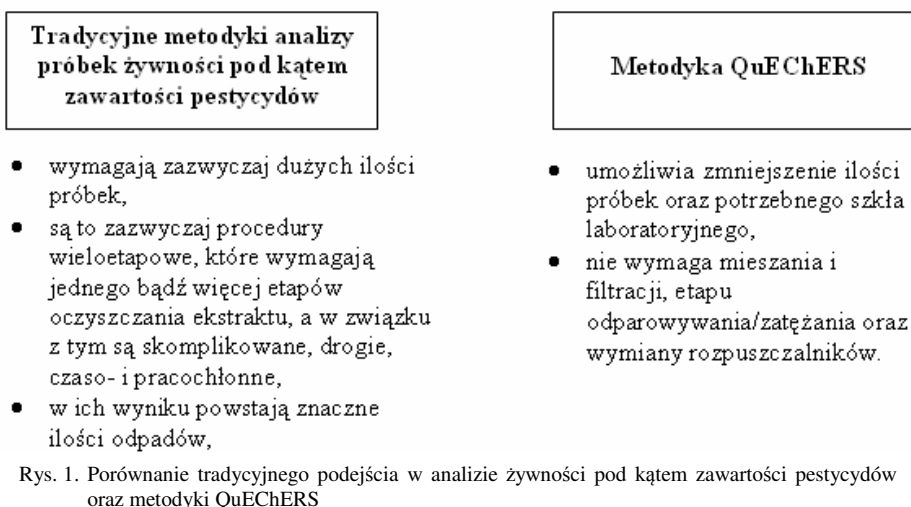 Tradycyjne metodyki analizy
próbek żywności pod kątem
zawartości pestycydów
• wymagają zazwyczaj dużych ilości
próbek,
• są to zazwyczaj procedury
wieloetapowe, które wymagają
jednego bądź więcej etapów
oczyszczania ekstraktu, a w związku
z tym są skomplikowane, drogie,
czaso- i pracochłonne,
• w ich wyniku powstają znaczne
ilości odpadów,
Metodyka QuEChERS
• umożliwia zmniejszenie ilości
próbek oraz potrzebnego szkła
laboratoryjnego,
• nie wymaga mieszania i
filtracji, etapu
odparowywania/zatężania oraz
wymiany rozpuszczalników.
Rys. 1. Porównanie tradycyjnego podejścia w analizie żywności pod kątem zawartości pestycydów
oraz metodyki QuEChERS